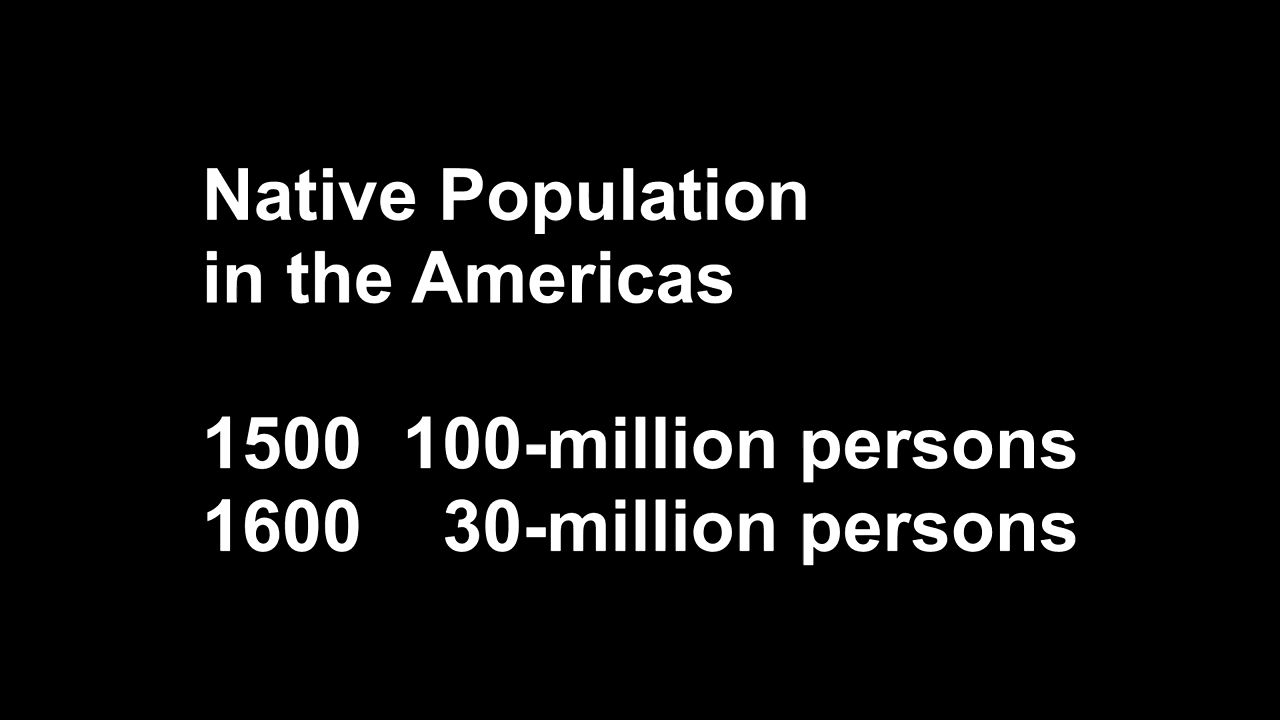 Native Population
in the Americas
1500 100-million persons
1600 30-million persons